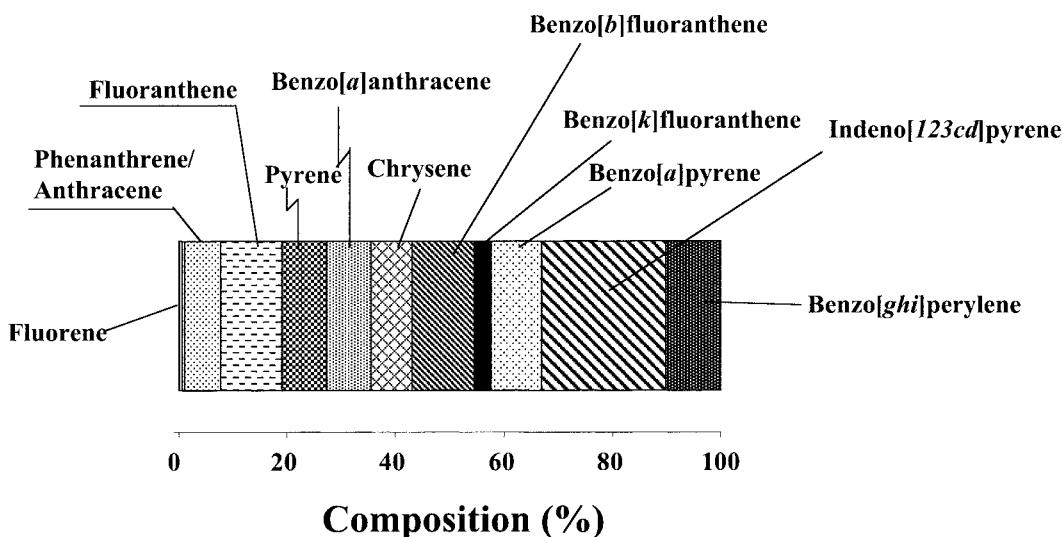 Benzo[b]fluoranthene
Benzo[a]anthracene
Fluoranthene
Benzo[k]fluoranthene
Indeno[123cd]pyrene
Phenanthrene/
Anthracene
Pyrene
Chrysene
Benzo[a]pyrene
Fluorene
Benzo[ghi]perylene
0 20 40 60 80 100
Composition (%)